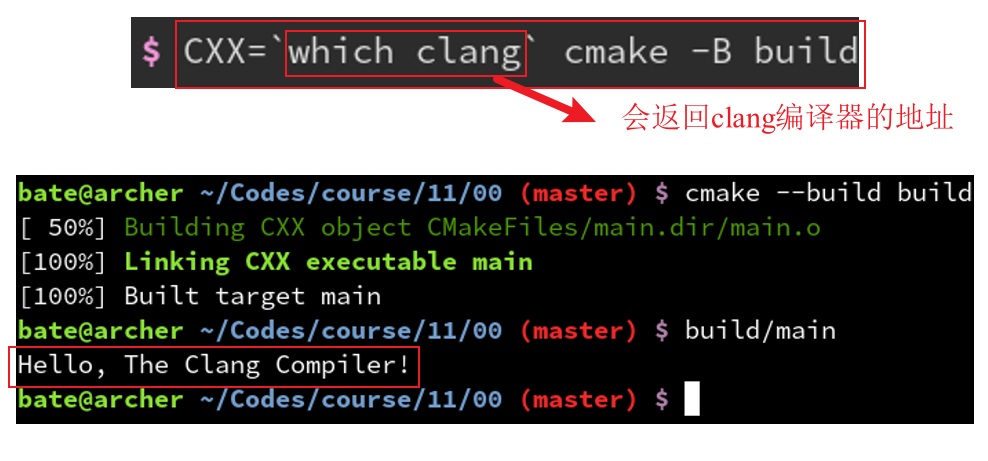 $ CXX=`which clang` cmake -B build
会返回clang编译器的地址
bate@archer ~/Codes/course/11/00 (master) $ cmake --build build
[ 50%] Building CXX object CMakeFiles/main.dir/main.o
[100%] Linking CXX executable main
[100%] Built target main
bate@archer ~/Codes/course/11/00 (master) $ build/main
Hello, The Clang Compiler!
bate@archer ~/Codes/course/11/00 (master) $